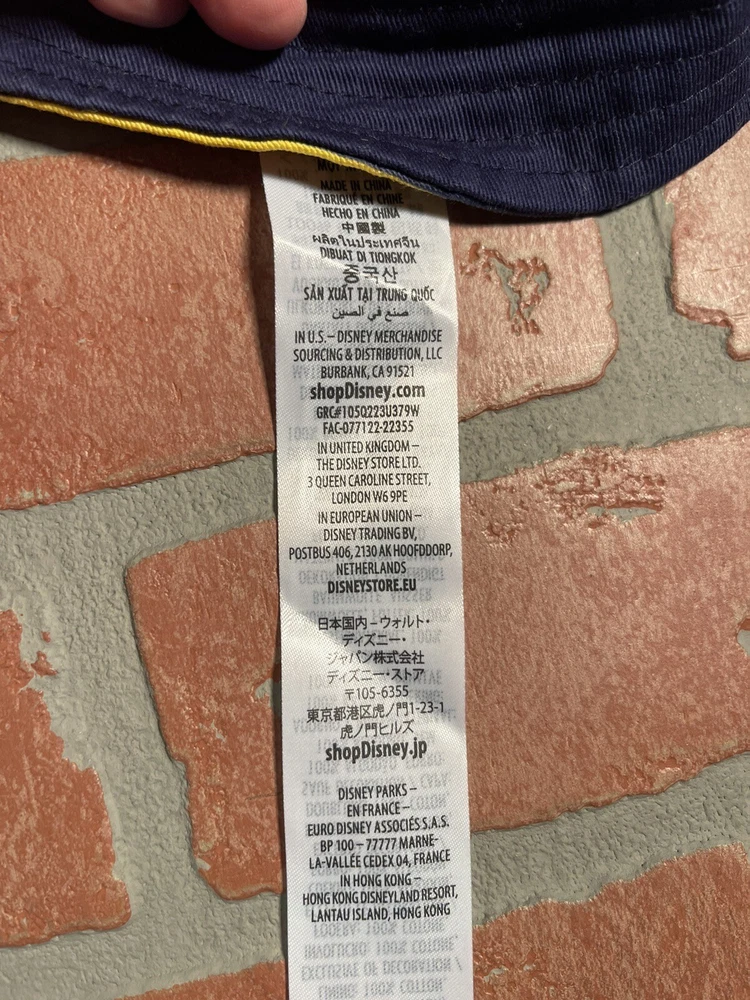 MADE IN CHINA
FABRIQUÉ EN CHINE
HECHO EN CHINA
中國製
ผลิตในประเทศจีน
DIBUAT DI TIONGKOK
중국산
SẢN XUẤT TẠI TRUNG QUỐC
صنع في الصين
IN U.S. – DISNEY MERCHANDISE
SOURCING & DISTRIBUTION, LLC
BURBANK, CA 91521
shopDisney.com
GRC#1050223U379W
FAC-077122-22355
IN UNITED KINGDOM –
THE DISNEY STORE LTD.
3 QUEEN CAROLINE STREET,
LONDON W6 9PE
IN EUROPEAN UNION –
DISNEY TRADING BV,
POSTBUS 406, 2130 AK HOOFDDORP,
NETHERLANDS
DISNEYSTORE.EU
日本国内 – ウォルト・
ディズニー・
ジャパン株式会社
ディズニー・ストア
〒105-6355
東京都港区虎ノ門1-23-1
虎ノ門ヒルズ
shopDisney.jp
DISNEY PARKS –
EN FRANCE –
EURO DISNEY ASSOCIÉS S.A.S.
BP 100 – 77777 MARNE-
LA-VALLÉE CEDEX 04, FRANCE
IN HONG KONG –
HONG KONG DISNEYLAND RESORT,
LANTAU ISLAND, HONG KONG